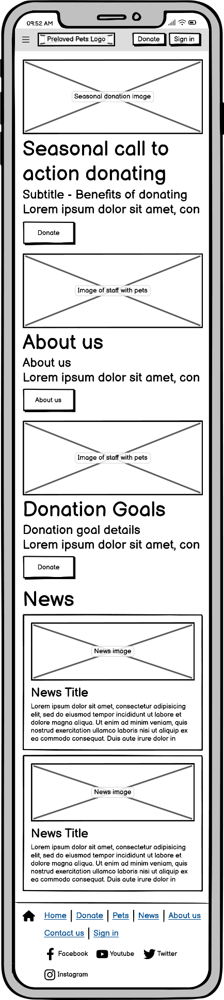 09:52 AM
Preloved Pets Logo
Donate
Sign in
Seasonal donation image
Seasonal call to
action donating
Subtitle - Benefits of donating
Lorem ipsum dolor sit amet, con
Donate
Image of staff with pets
About us
About us
Lorem ipsum dolor sit amet, con
About us
Image of staff with pets
Donation Goals
Donation goal details
Lorem ipsum dolor sit amet, con
Donate
News
News image
News Title
Lorem ipsum dolor sit amet, consectetur adipisicing
elit, sed do eiusmod tempor incididunt ut labore et
dolore magna aliqua. Ut enim ad minim veniam, quis
nostrud exercitation ullamco laboris nisi ut aliquip ex
ea commodo consequat. Duis aute irure dolor in
News image
News Title
Lorem ipsum dolor sit amet, consectetur adipisicing
elit, sed do eiusmod tempor incididunt ut labore et
dolore magna aliqua. Ut enim ad minim veniam, quis
nostrud exercitation ullamco laboris nisi ut aliquip ex
ea commodo consequat. Duis aute irure dolor in
Home | Donate | Pets | News | About us
Contact us | Sign in
Facebook Youtube Twitter
Instagram